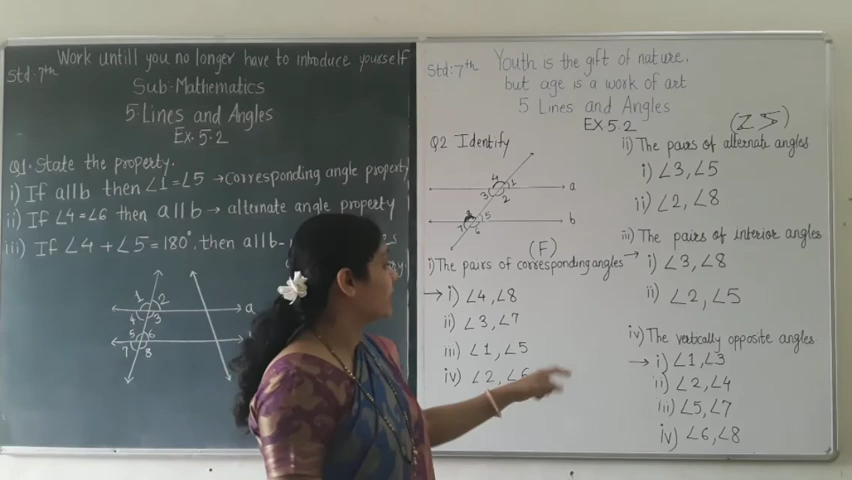 Work untill you no longer have to introduce yourself
Std:7th
Sub:Mathematics
5.Lines and Angles
Ex.5.2
Q1. State the property.
i) If a||b then ∠1=∠5→Corresponding angle property
ii) If ∠4=∠6 then a||b→alternate angle property
iii) If ∠4+∠5=180°, then a||b-
1 2
4 3
a
5 6
7 8
Std:7th
Youth is the gift of nature.
but age is a work of art
5 Lines and Angles
EX 5.2
Q2 Identify
4 1
3 2
a
8 5
7 6
b
(F)
i) The pairs of corresponding angles
→ i) ∠4,∠8
ii) ∠3,∠7
iii) ∠1,∠5
iv) ∠2,∠6
(Z S)
ii) The pairs of alternate angles
i) ∠3,∠5
ii) ∠2,∠8
iii) The pairs of interior angles
→ i) ∠3,∠8
ii) ∠2,∠5
iv) The vertically opposite angles
→ i) ∠1,∠3
ii) ∠2,∠4
iii) ∠5,∠7
iv) ∠6,∠8